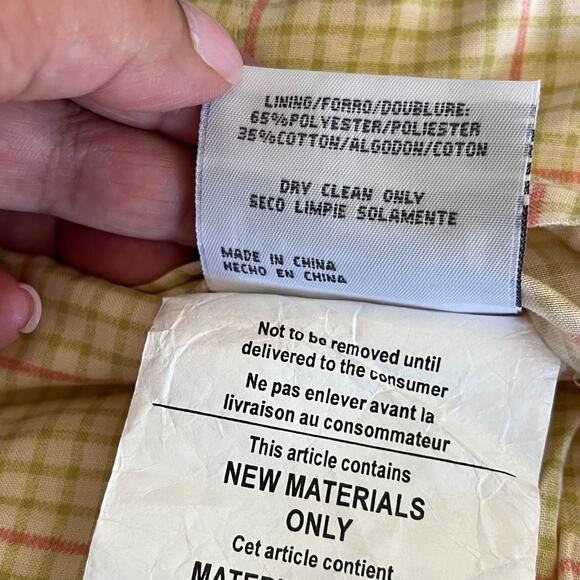 LINING/FORRO/DOUBLURE:
65%POLYESTER/POLIESTER
35%COTTON/ALGODON/COTON
DRY CLEAN ONLY
SECO LIMPIE SOLAMENTE
MADE IN CHINA
HECHO EN CHINA
Not to be removed until
delivered to the consumer
Ne pas enlever avant la
livraison au consommateur
This article contains
NEW MATERIALS
ONLY
Cet article contient